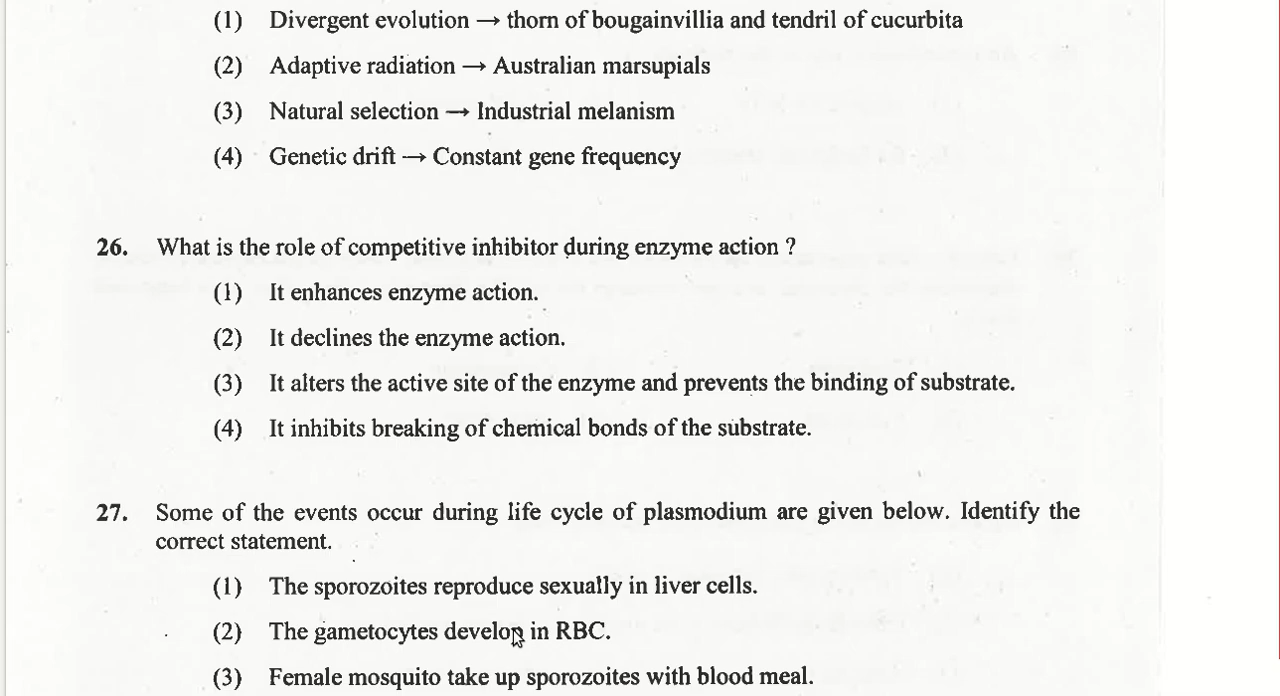 (1) Divergent evolution → thorn of bougainvillia and tendril of cucurbita
(2) Adaptive radiation → Australian marsupials
(3) Natural selection → Industrial melanism
(4) Genetic drift → Constant gene frequency
26. What is the role of competitive inhibitor during enzyme action ?
(1) It enhances enzyme action.
(2) It declines the enzyme action.
(3) It alters the active site of the enzyme and prevents the binding of substrate.
(4) It inhibits breaking of chemical bonds of the substrate.
27. Some of the events occur during life cycle of plasmodium are given below. Identify the
correct statement.
(1) The sporozoites reproduce sexually in liver cells.
(2) The gametocytes develop in RBC.
(3) Female mosquito take up sporozoites with blood meal.